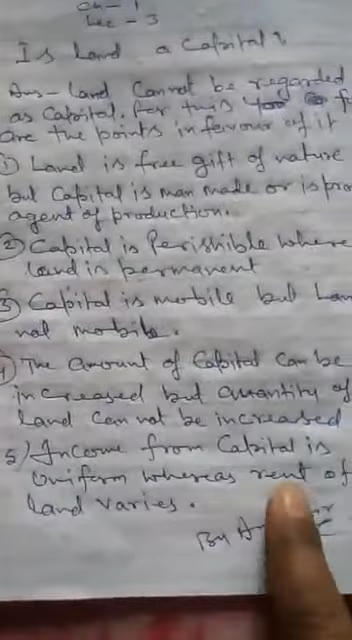 Ch - 1
Lec - 3
Is Land a Capital?
Ans - Land Cannot be regarded
as Capital. For this
are the points in favour of it
① Land is free gift of nature
but Capital is man made or is
agent of production.
② Capital is Perishible where
land is permanent
③ Capital is mobile but
not mobile.
The amount of Capital can be
increased but quantity of
land can not be increased
5) Income from Capital is
Uniform whereas rent of
land varies.
By